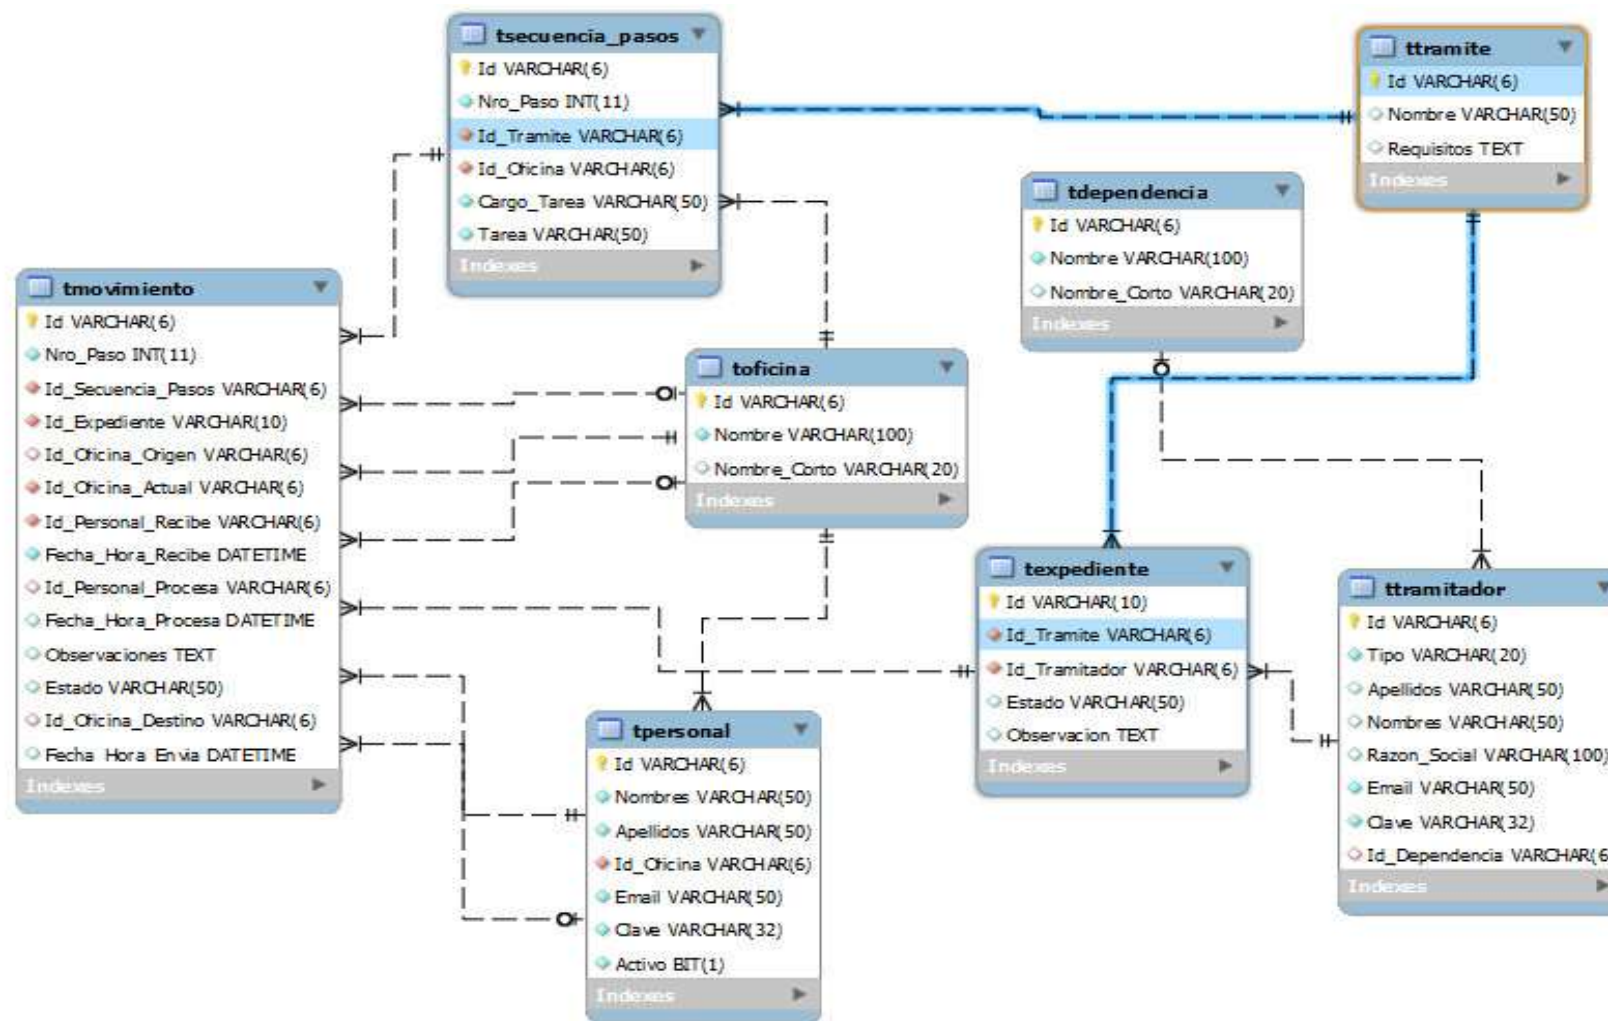 tsecuencia_pasos
Id VARCHAR(6)
Nro_Paso INT(11)
Id_Tramite VARCHAR(6)
Id_Oficina VARCHAR(6)
Cargo_Tarea VARCHAR(50)
Tarea VARCHAR(50)
Indexes
ttramite
Id VARCHAR(6)
Nombre VARCHAR(50)
Requisitos TEXT
Indexes
tdependencia
Id VARCHAR(6)
Nombre VARCHAR(100)
Nombre_Corto VARCHAR(20)
Indexes
tmovimiento
Id VARCHAR(6)
Nro_Paso INT(11)
Id_Secuencia_Pasos VARCHAR(6)
Id_Expediente VARCHAR(10)
Id_Oficina_Origen VARCHAR(6)
Id_Oficina_Actual VARCHAR(6)
Id_Personal_Recibe VARCHAR(6)
Fecha_Hora_Recibe DATETIME
Id_Personal_Procesa VARCHAR(6)
Fecha_Hora_Procesa DATETIME
Observaciones TEXT
Estado VARCHAR(50)
Id_Oficina_Destino VARCHAR(6)
Fecha_Hora_Envia DATETIME
Indexes
toficina
Id VARCHAR(6)
Nombre VARCHAR(100)
Nombre_Corto VARCHAR(20)
Indexes
texpediente
Id VARCHAR(10)
Id_Tramite VARCHAR(6)
Id_Tramitador VARCHAR(6)
Estado VARCHAR(50)
Observacion TEXT
Indexes
ttramitador
Id VARCHAR(6)
Tipo VARCHAR(20)
Apellidos VARCHAR(50)
Nombres VARCHAR(50)
Razon_Social VARCHAR(100)
Email VARCHAR(50)
Clave VARCHAR(32)
Id_Dependencia VARCHAR(6
Indexes
tpersonal
Id VARCHAR(6)
Nombres VARCHAR(50)
Apellidos VARCHAR(50)
Id_Oficina VARCHAR(6)
Email VARCHAR(50)
Clave VARCHAR(32)
Activo BIT(1)
Indexes